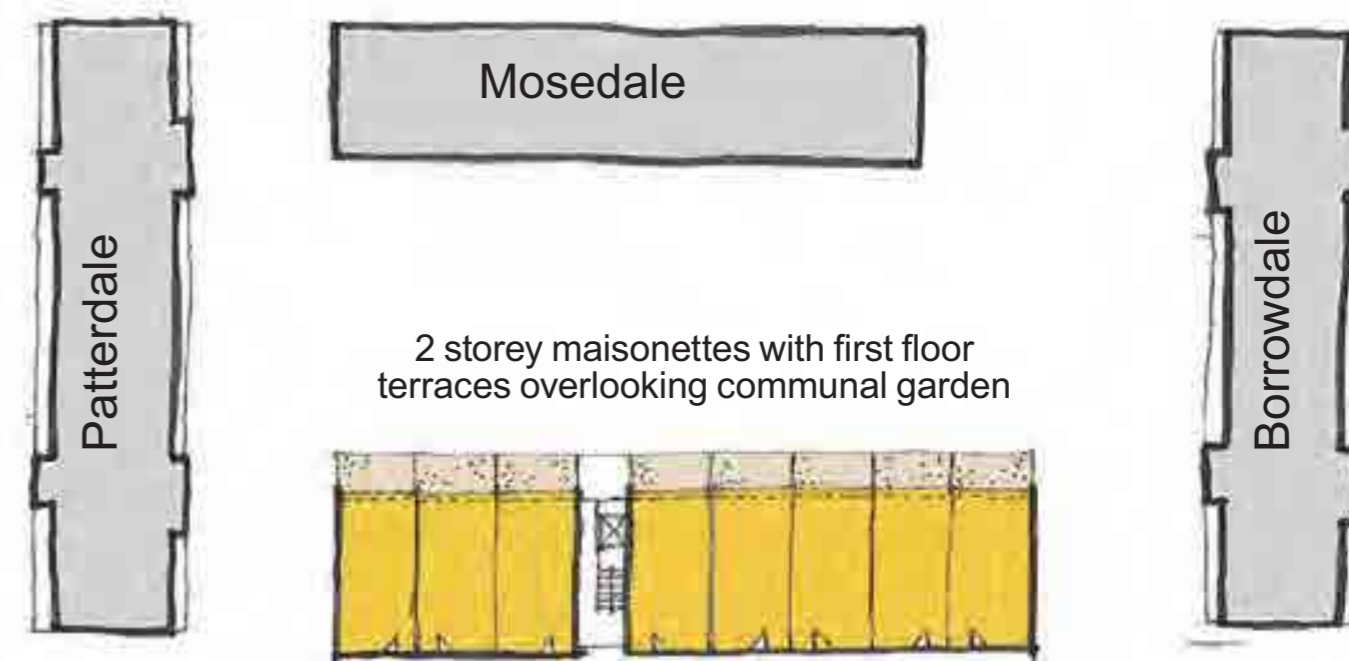 Mosedale
Patterdale
Borrowdale
2 storey maisonettes with first floor
terraces overlooking communal garden